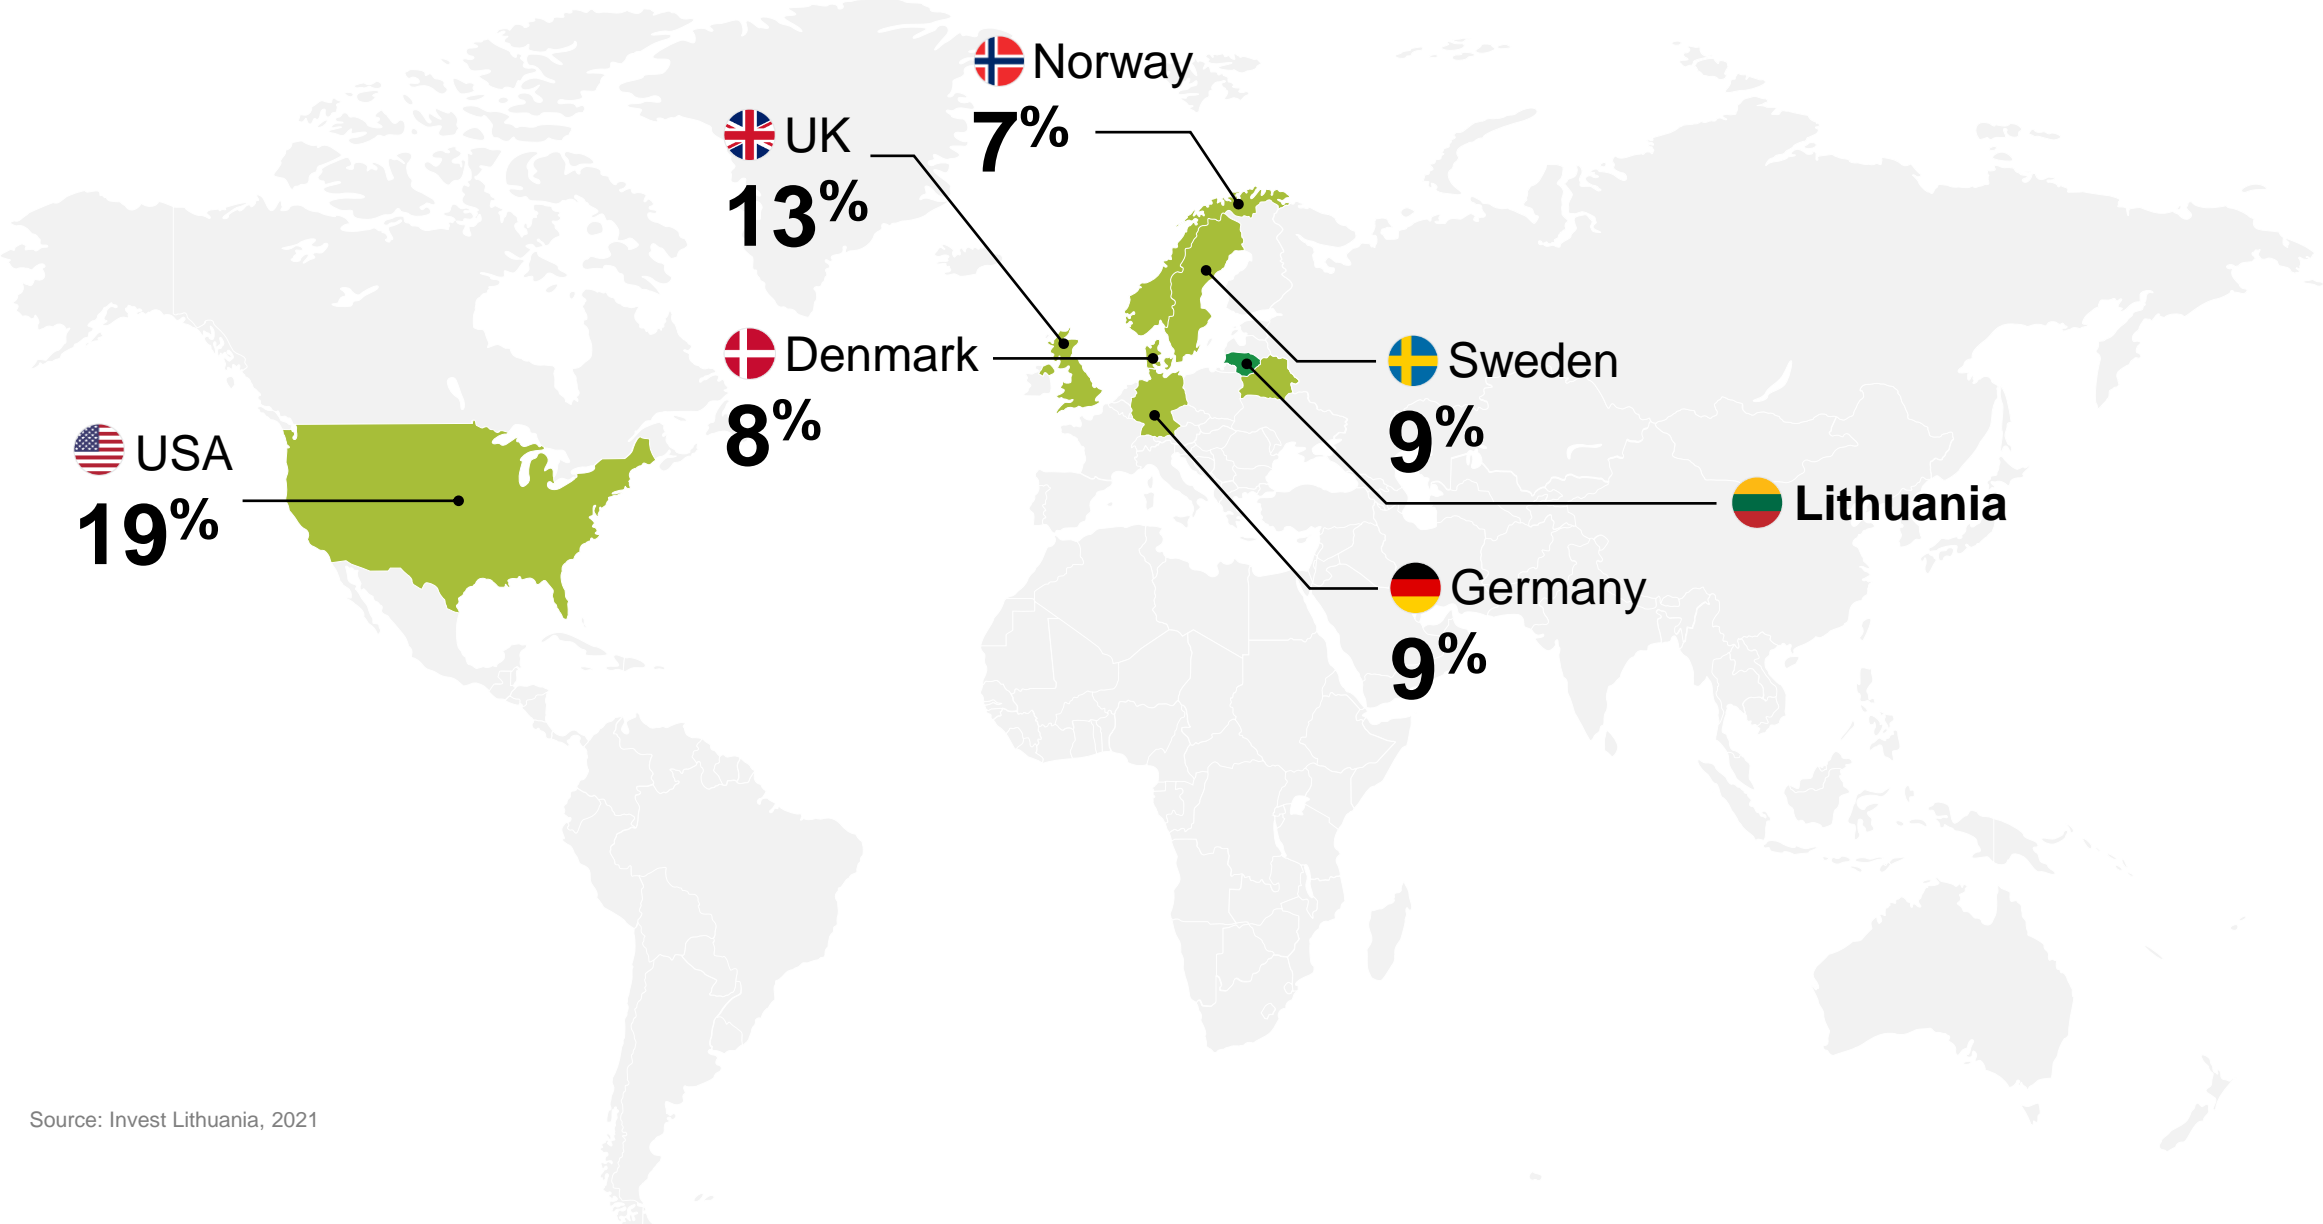 Norway
7%
UK
13%
Denmark
8%
Sweden
9%
USA
19%
Lithuania
Germany
9%
Source: Invest Lithuania, 2021